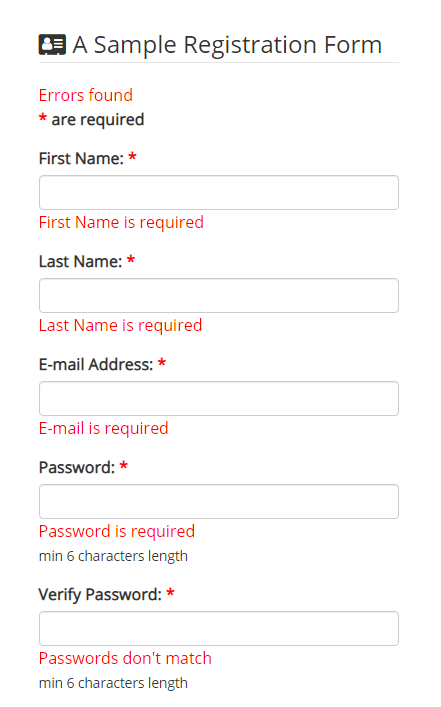 A Sample Registration Form
Errors found
* are required
First Name: *
First Name is required
Last Name: *
Last Name is required
E-mail Address: *
E-mail is required
Password: *
Password is required
min 6 characters length
Verify Password: *
Passwords don't match
min 6 characters length